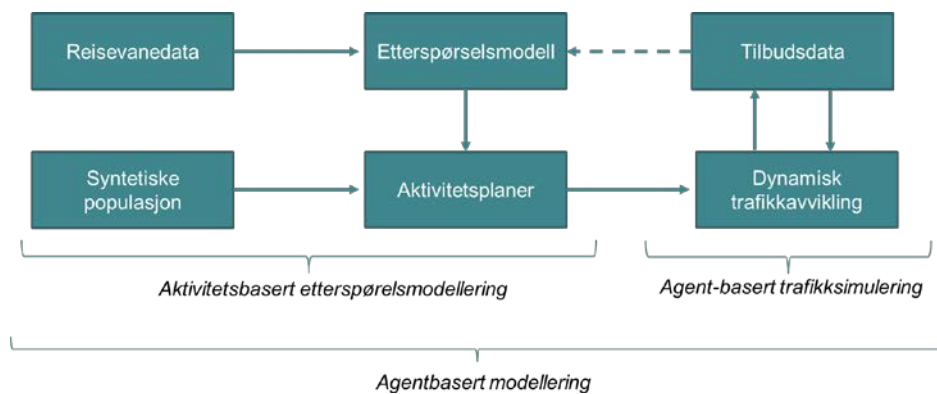 Reisevanedata
Etterspørselsmodell
Tilbudsdata
Syntetiske
populasjon
Aktivitetsplaner
Dynamisk
trafikkavvikling
Aktivitetsbasert etterspørelsmodellering
Agent-basert trafikksimulering
Agentbasert modellering